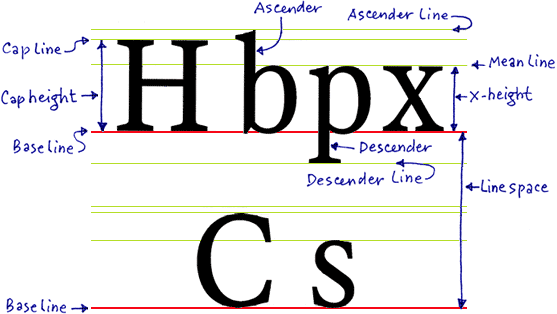 Ascender
Ascender Line
Cap line
Mean line
Hbpx
Cap height
X-height
Base line
Descender
Descender Line
Line space
Cs
Base line